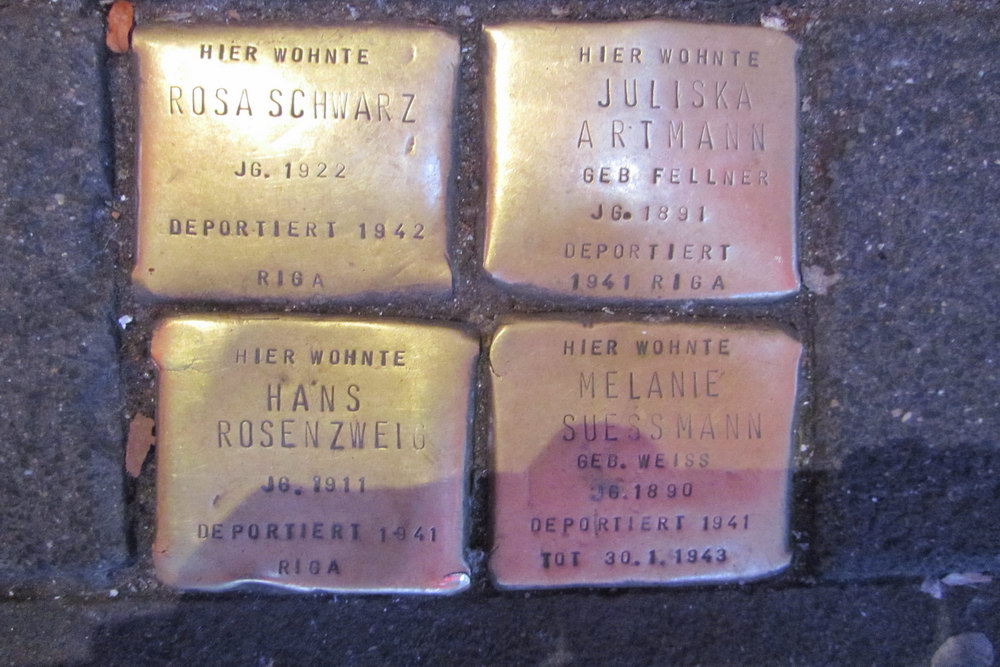 HIER WOHNTE
ROSA SCHWARZ
JG. 1922
DEPORTIERT 1942
RIGA
HIER WOHNTE
JULISKA
ARTMANN
GEB FELLNER
JG. 1891
DEPORTIERT
1941 RIGA
HIER WOHNTE
HANS
ROSENZWEIG
JG. 1911
DEPORTIERT 1941
RIGA
HIER WOHNTE
MELANIE
SUESSMANN
GEB. WEISS
JG. 1890
DEPORTIERT 1941
TOT 30.1.1943